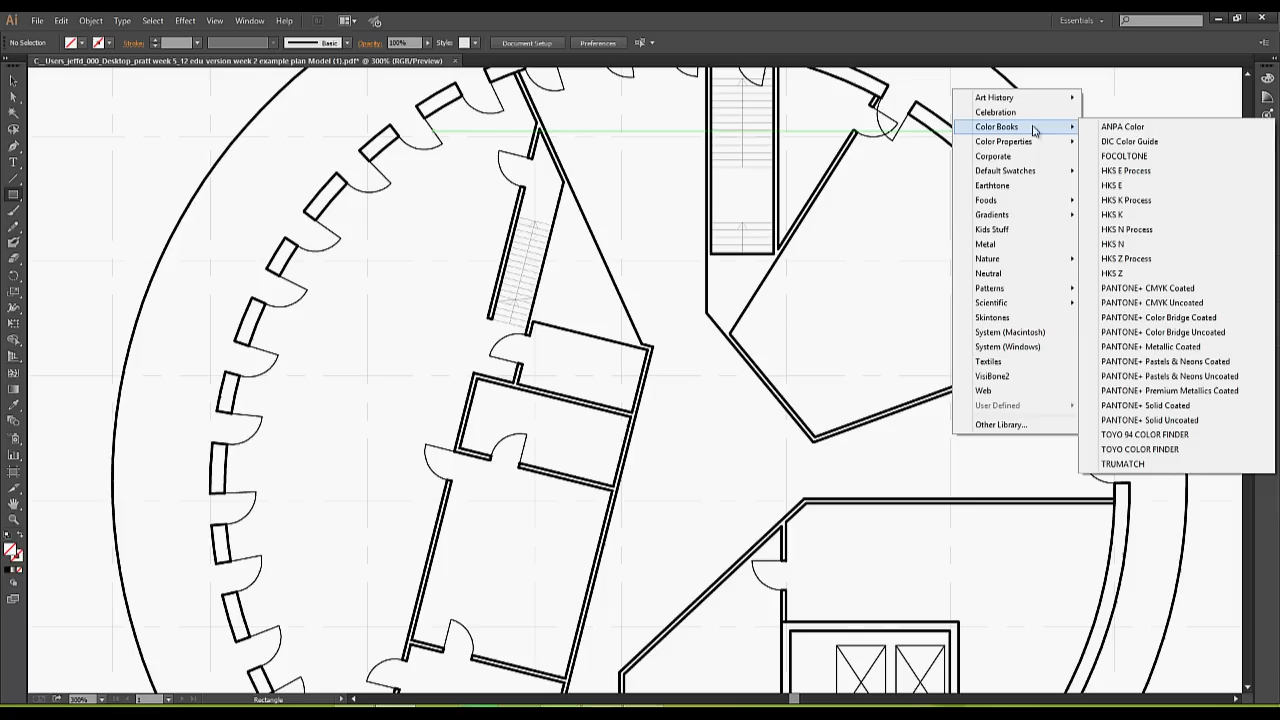 Ai File Edit Object Type Select Effect View Window Help Br Essentials
No Selection Stroke: Basic Opacity: 100% Style: Document Setup Preferences
C__Users_jeffd_000_Desktop_pratt week 5_12 edu version week 2 example plan Model (1).pdf* @ 300% (RGB/Preview) ×
Art History
Celebration
Color Books
Color Properties
Corporate
Default Swatches
Earthtone
Foods
Gradients
Kids Stuff
Metal
Nature
Neutral
Patterns
Scientific
Skintones
System (Macintosh)
System (Windows)
Textiles
VisiBone2
Web
User Defined
Other Library...
ANPA Color
DIC Color Guide
FOCOLTONE
HKS E Process
HKS E
HKS K Process
HKS K
HKS N Process
HKS N
HKS Z Process
HKS Z
PANTONE+ CMYK Coated
PANTONE+ CMYK Uncoated
PANTONE+ Color Bridge Coated
PANTONE+ Color Bridge Uncoated
PANTONE+ Metallic Coated
PANTONE+ Pastels & Neons Coated
PANTONE+ Pastels & Neons Uncoated
PANTONE+ Premium Metallics Coated
PANTONE+ Solid Coated
PANTONE+ Solid Uncoated
TOYO 94 COLOR FINDER
TOYO COLOR FINDER
TRUMATCH
300% 1 Rectangle